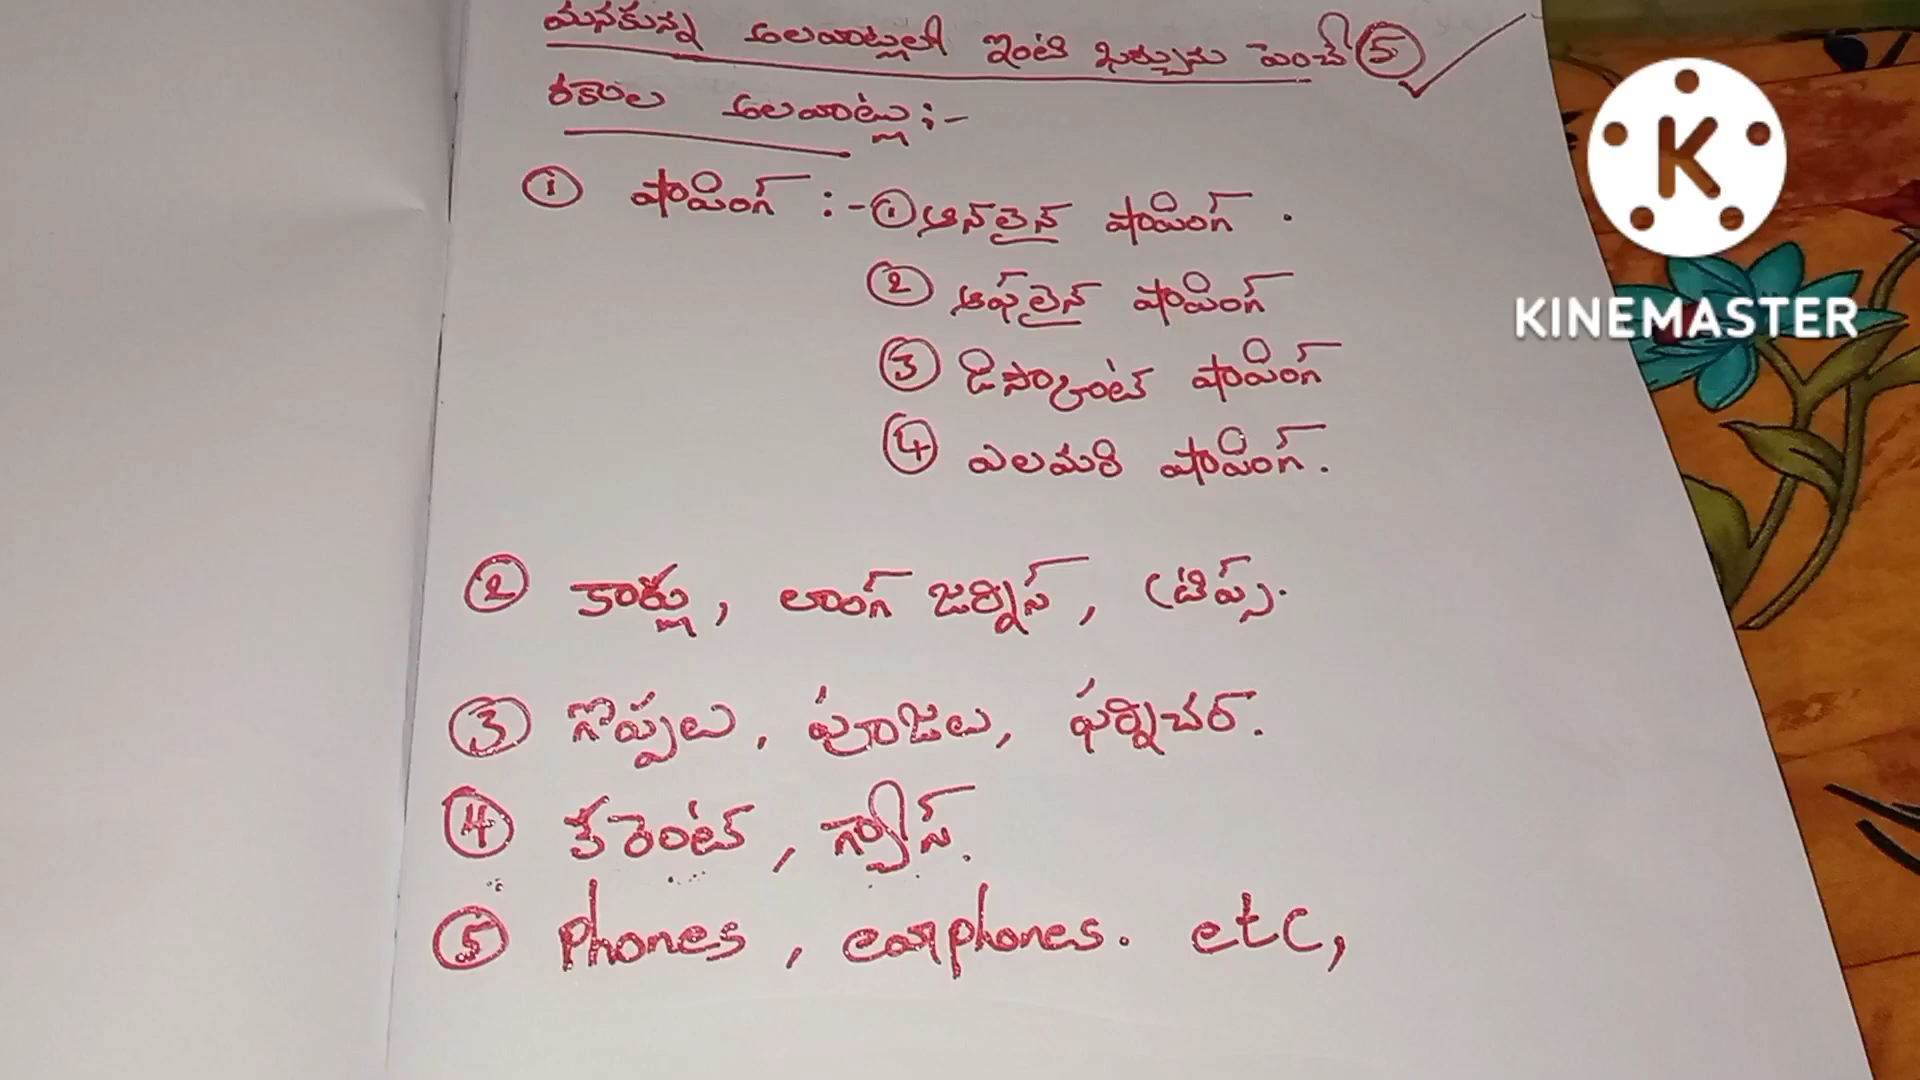 మనకున్న అలవాట్లలో ఇంటి ఖర్చును పెంచే ⑤
రకాల అలవాట్లు :-
① షాపింగ్ :- ① ఆన్‌లైన్ షాపింగ్ .
② ఆఫ్‌లైన్ షాపింగ్
③ డిస్కౌంట్ షాపింగ్
④ ఎలమరి షాపింగ్.
② కార్లు, లాంగ్ జర్నీస్, ట్రిప్స్.
③ గొప్పలు, పూజలు, ఫర్నిచర్.
④ కరెంట్, గ్యాస్.
⑤ Phones, earphones. etc,
K
KINEMASTER